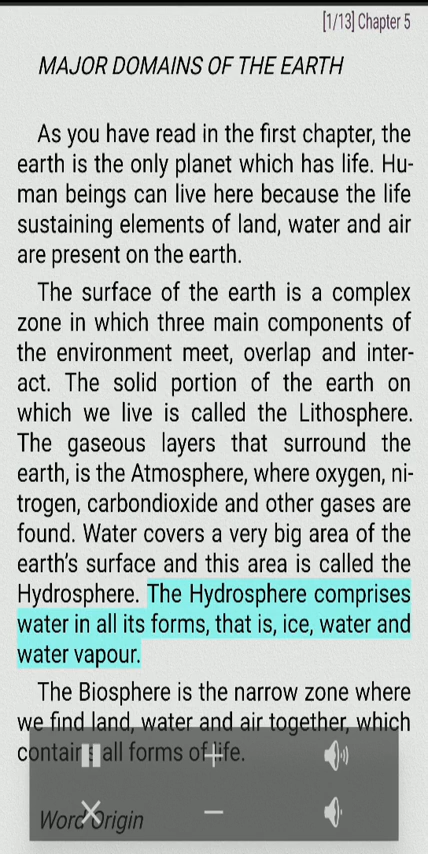 [1/13] Chapter 5
MAJOR DOMAINS OF THE EARTH
As you have read in the first chapter, the
earth is the only planet which has life. Hu-
man beings can live here because the life
sustaining elements of land, water and air
are present on the earth.
The surface of the earth is a complex
zone in which three main components of
the environment meet, overlap and inter-
act. The solid portion of the earth on
which we live is called the Lithosphere.
The gaseous layers that surround the
earth, is the Atmosphere, where oxygen, ni-
trogen, carbondioxide and other gases are
found. Water covers a very big area of the
earth's surface and this area is called the
Hydrosphere. The Hydrosphere comprises
water in all its forms, that is, ice, water and
water vapour.
The Biosphere is the narrow zone where
we find land, water and air together, which
contains all forms of life.
Word Origin